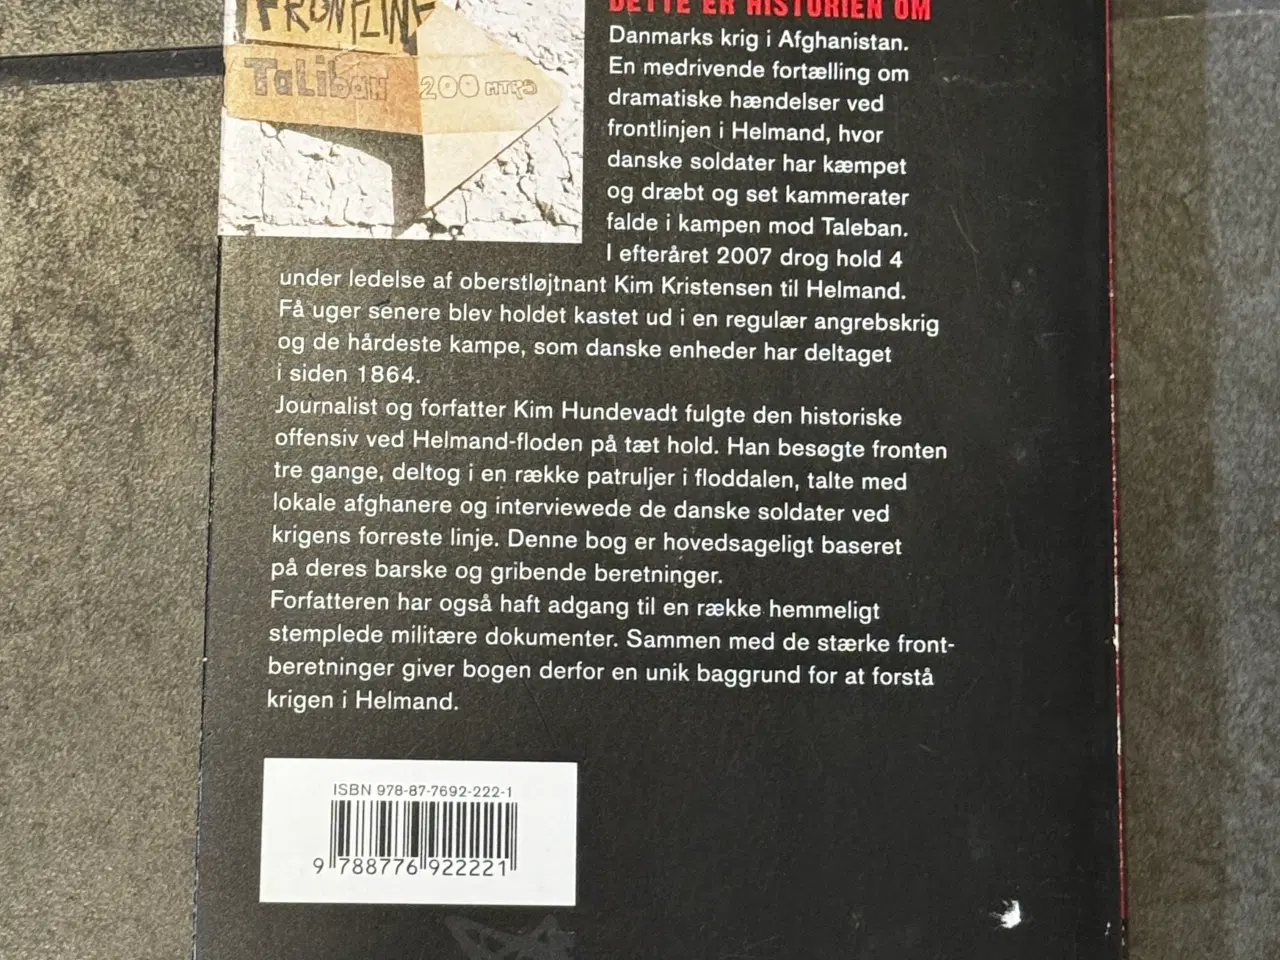 FRONTLINE
TaLiban 200 MTRS
DETTE ER HISTORIEN OM
Danmarks krig i Afghanistan.
En medrivende fortælling om
dramatiske hændelser ved
frontlinjen i Helmand, hvor
danske soldater har kæmpet
og dræbt og set kammerater
falde i kampen mod Taleban.
I efteråret 2007 drog hold 4
under ledelse af oberstløjtnant Kim Kristensen til Helmand.
Få uger senere blev holdet kastet ud i en regulær angrebskrig
og de hårdeste kampe, som danske enheder har deltaget
i siden 1864.
Journalist og forfatter Kim Hundevadt fulgte den historiske
offensiv ved Helmand-floden på tæt hold. Han besøgte fronten
tre gange, deltog i en række patruljer i floddalen, talte med
lokale afghanere og interviewede de danske soldater ved
krigens forreste linje. Denne bog er hovedsageligt baseret
på deres barske og gribende beretninger.
Forfatteren har også haft adgang til en række hemmeligt
stemplede militære dokumenter. Sammen med de stærke front-
beretninger giver bogen derfor en unik baggrund for at forstå
krigen i Helmand.
ISBN 978-87-7692-222-1
9 788776 922221